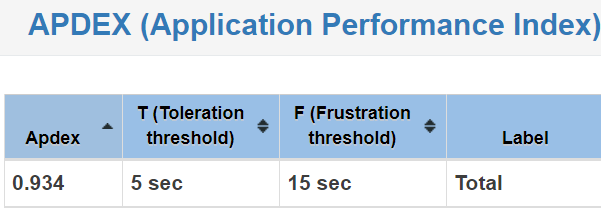 APDEX (Application Performance Index)
Apdex T (Toleration threshold) F (Frustration threshold) Label
0.934 5 sec 15 sec Total